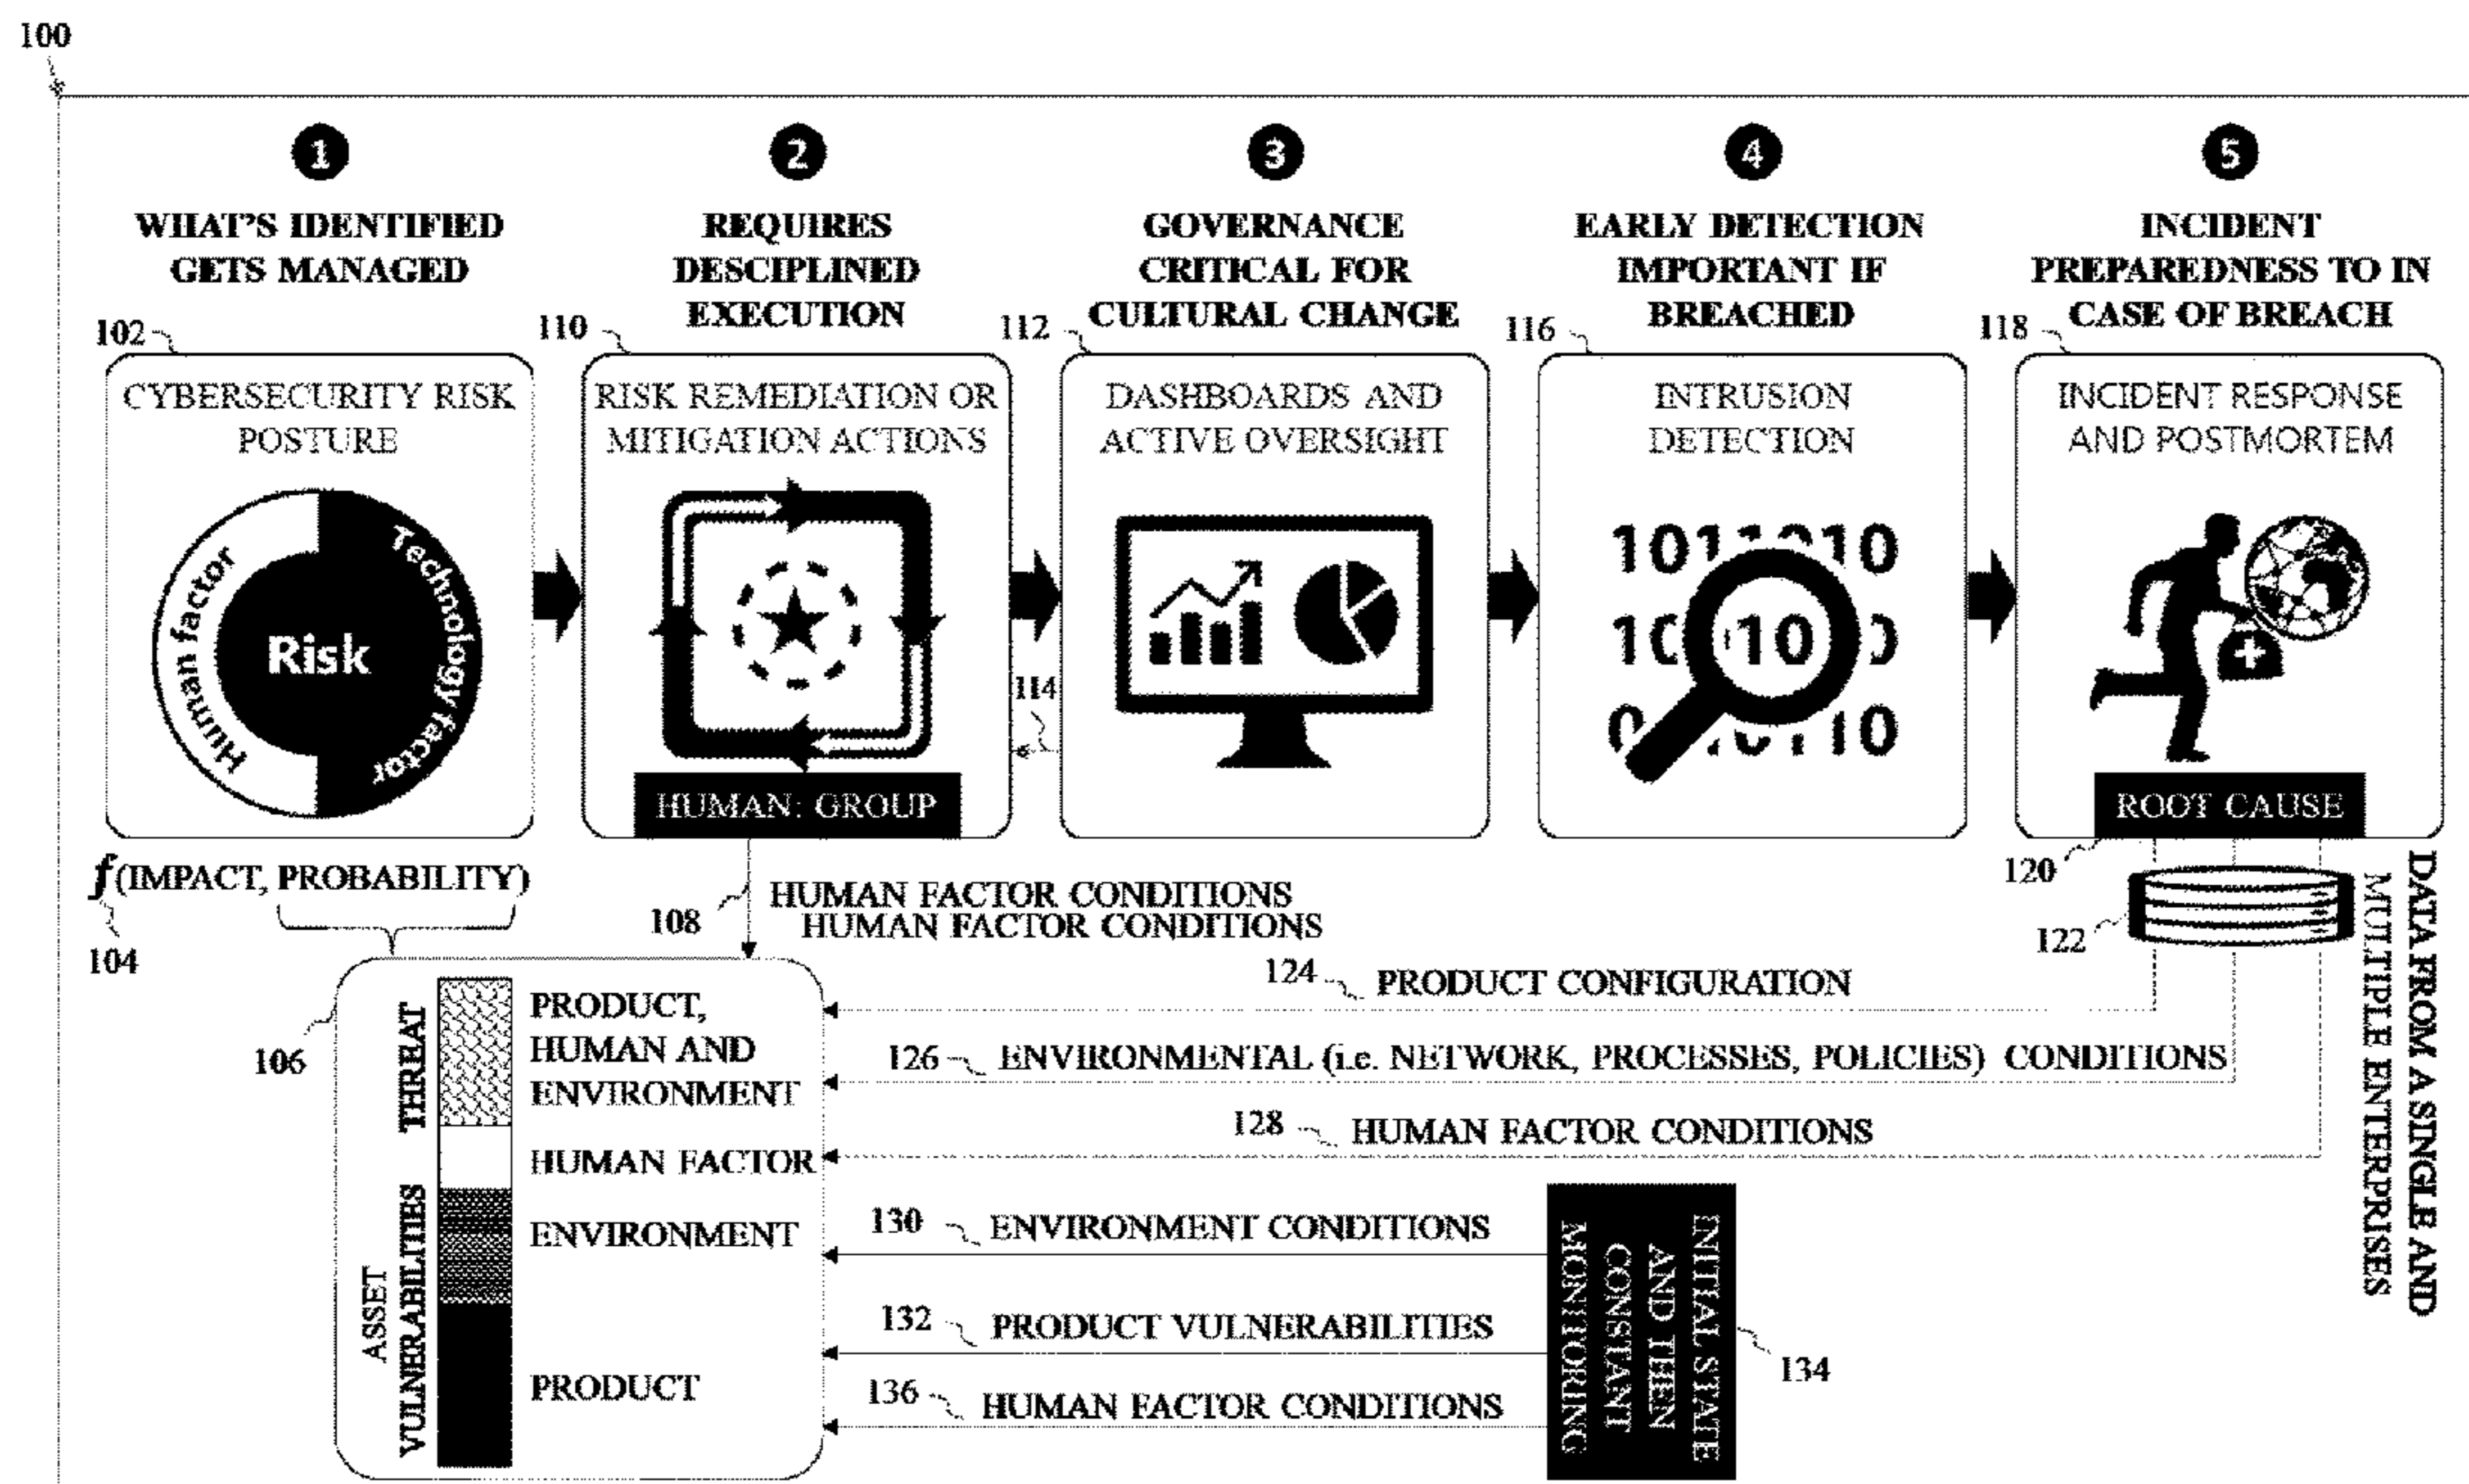 100
1
WHAT'S IDENTIFIED
GETS MANAGED
2
REQUIRES
DESCIPLINED
EXECUTION
3
GOVERNANCE
CRITICAL FOR
CULTURAL CHANGE
4
EARLY DETECTION
IMPORTANT IF
BREACHED
5
INCIDENT
PREPAREDNESS TO IN
CASE OF BREACH
102
CYBERSECURITY RISK
POSTURE
Human factor
Risk
Technology factor
110
RISK REMEDIATION OR
MITIGATION ACTIONS
HUMAN: GROUP
112
DASHBOARDS AND
ACTIVE OVERSIGHT
114
116
INTRUSION
DETECTION
118
INCIDENT RESPONSE
AND POSTMORTEM
ROOT CAUSE
120
122
f(IMPACT, PROBABILITY)
104
108
HUMAN FACTOR CONDITIONS
HUMAN FACTOR CONDITIONS
DATA FROM A SINGLE AND
MULTIPLE ENTERPRISES
106
THREAT
PRODUCT,
HUMAN AND
ENVIRONMENT
HUMAN FACTOR
ASSET
VULNERABILITIES
ENVIRONMENT
PRODUCT
124
PRODUCT CONFIGURATION
126
ENVIRONMENTAL (i.e. NETWORK, PROCESSES, POLICIES) CONDITIONS
128
HUMAN FACTOR CONDITIONS
130
ENVIRONMENT CONDITIONS
132
PRODUCT VULNERABILITIES
136
HUMAN FACTOR CONDITIONS
INITIAL STATE
AND THEN
CONSTANT
MONITORING
134